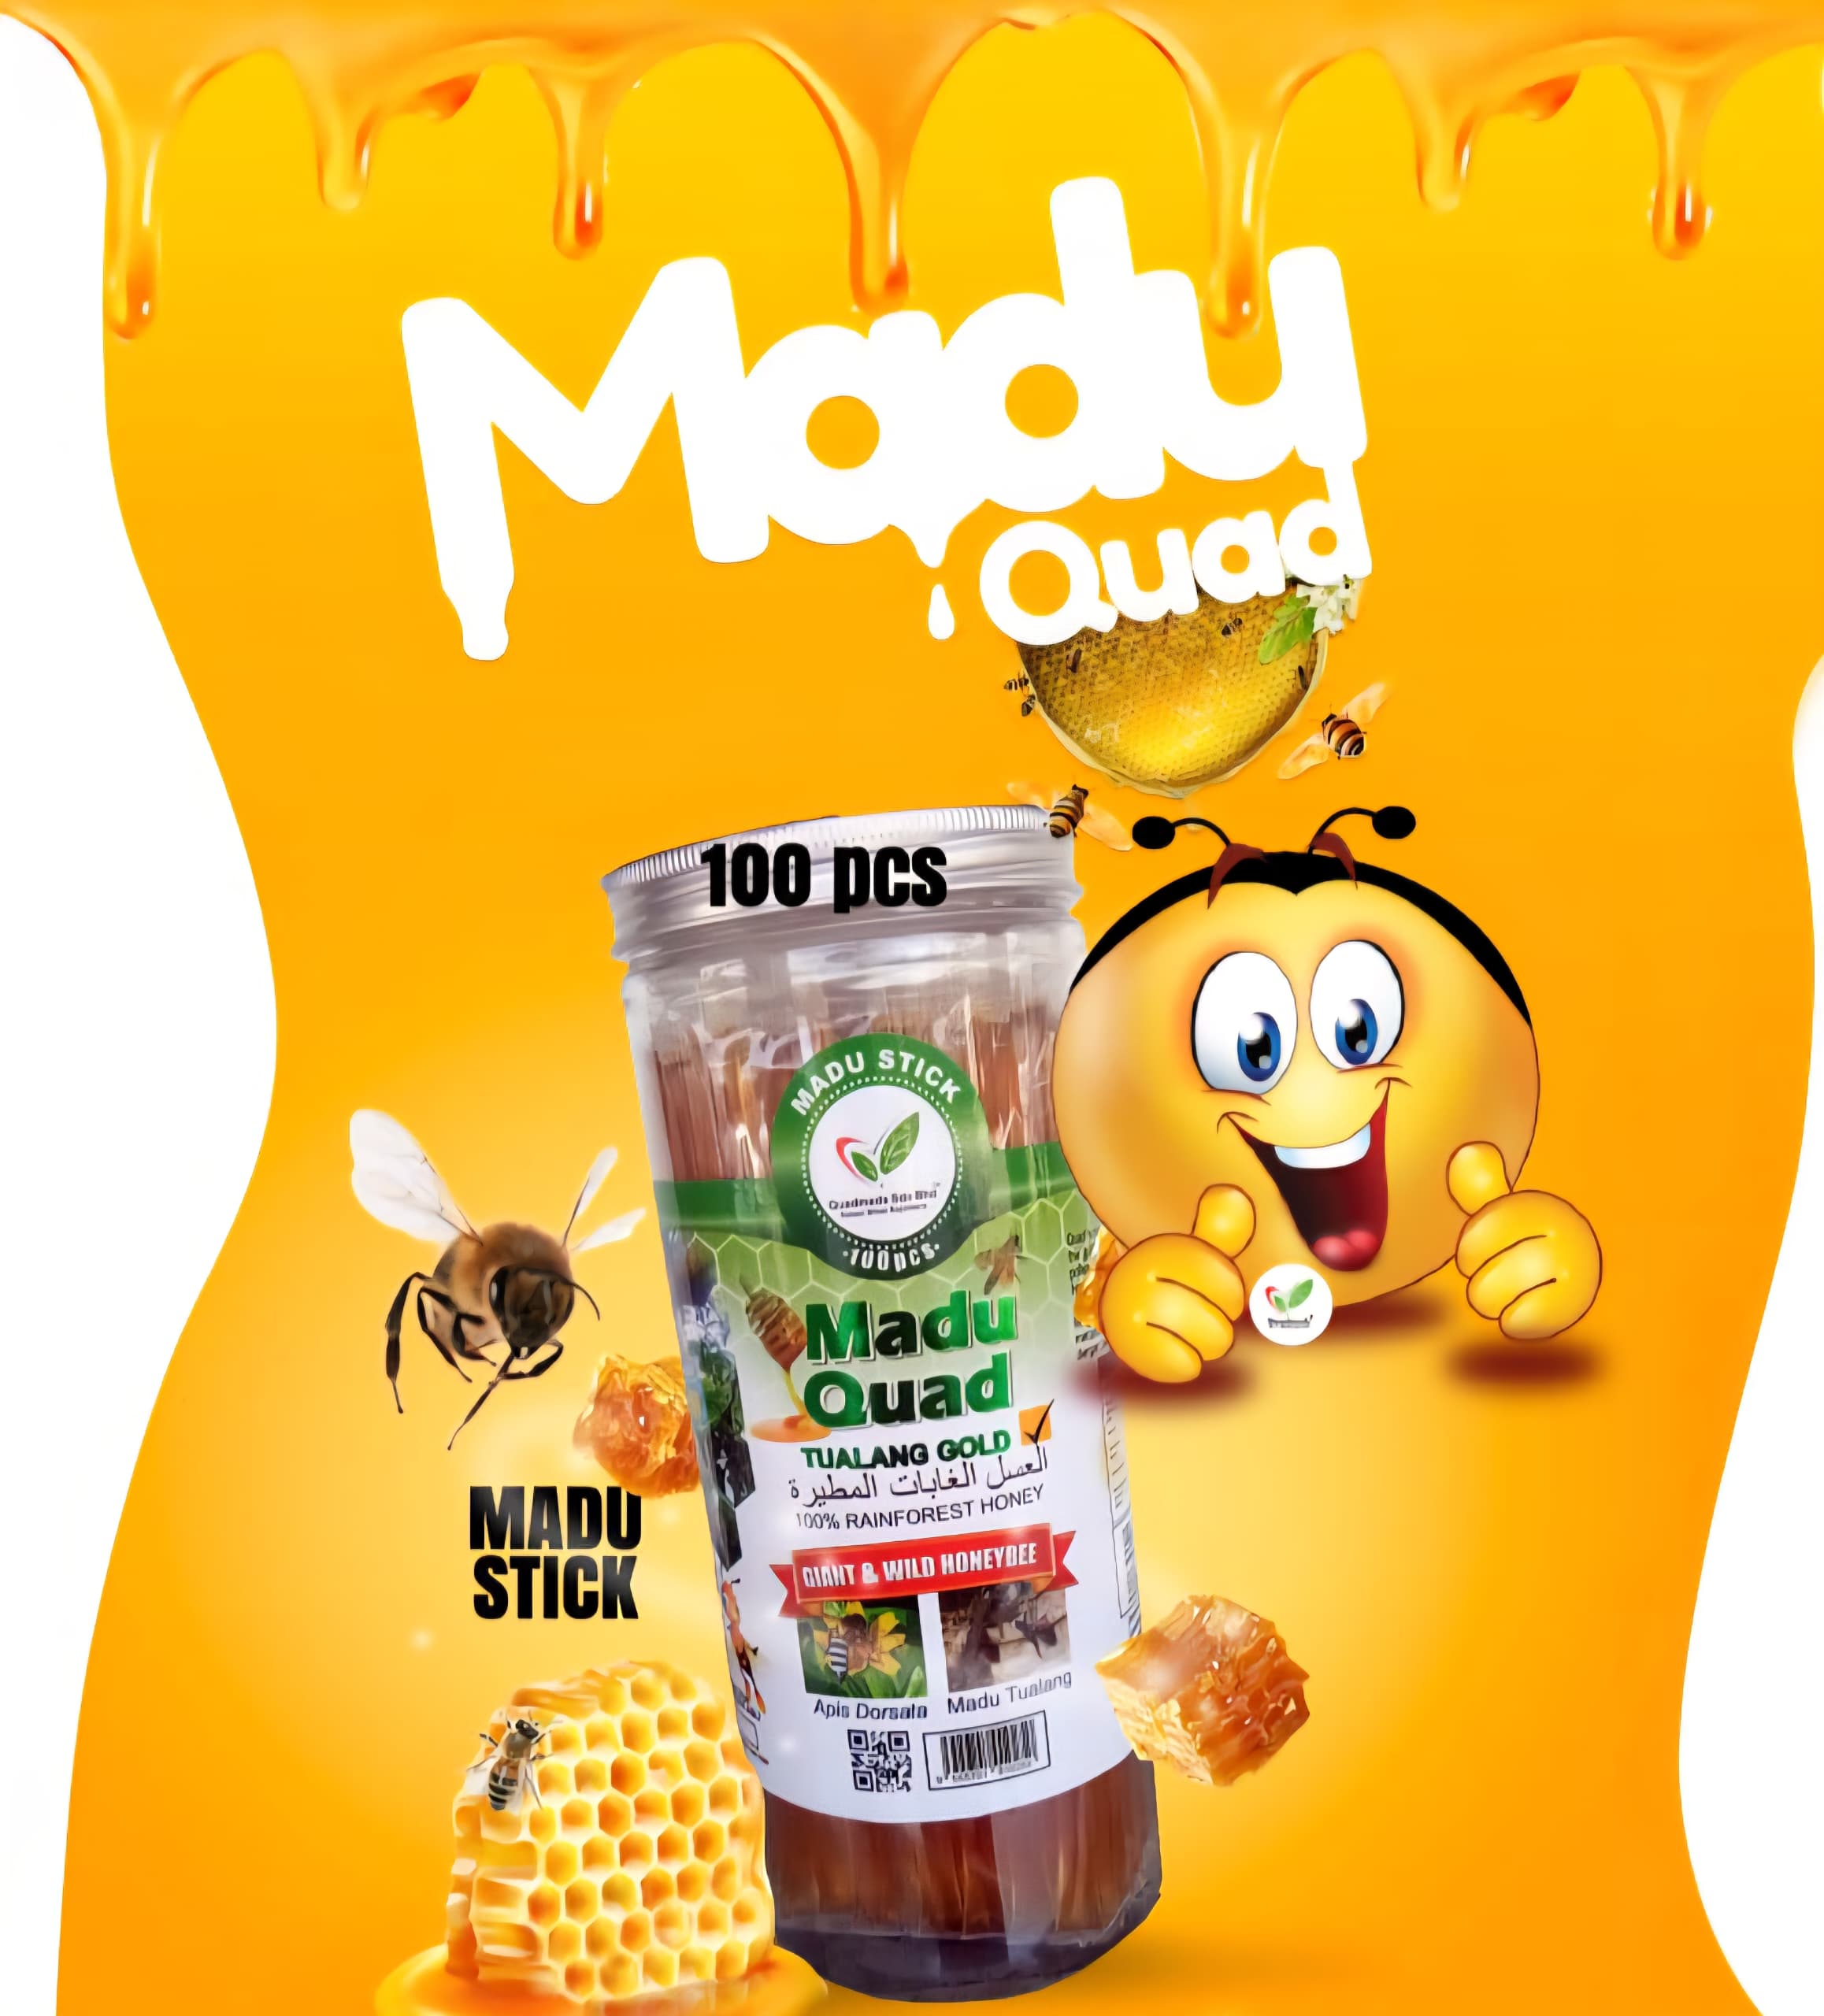 Madu
Quad
100 pcs
MADU STICK
100pcs
Madu
Quad
TUALANG GOLD
العسل الغابات المطيرة
100% RAINFOREST HONEY
GIANT & WILD HONEYBEE
Apis Dorsata
Madu Tualang
MADU
STICK